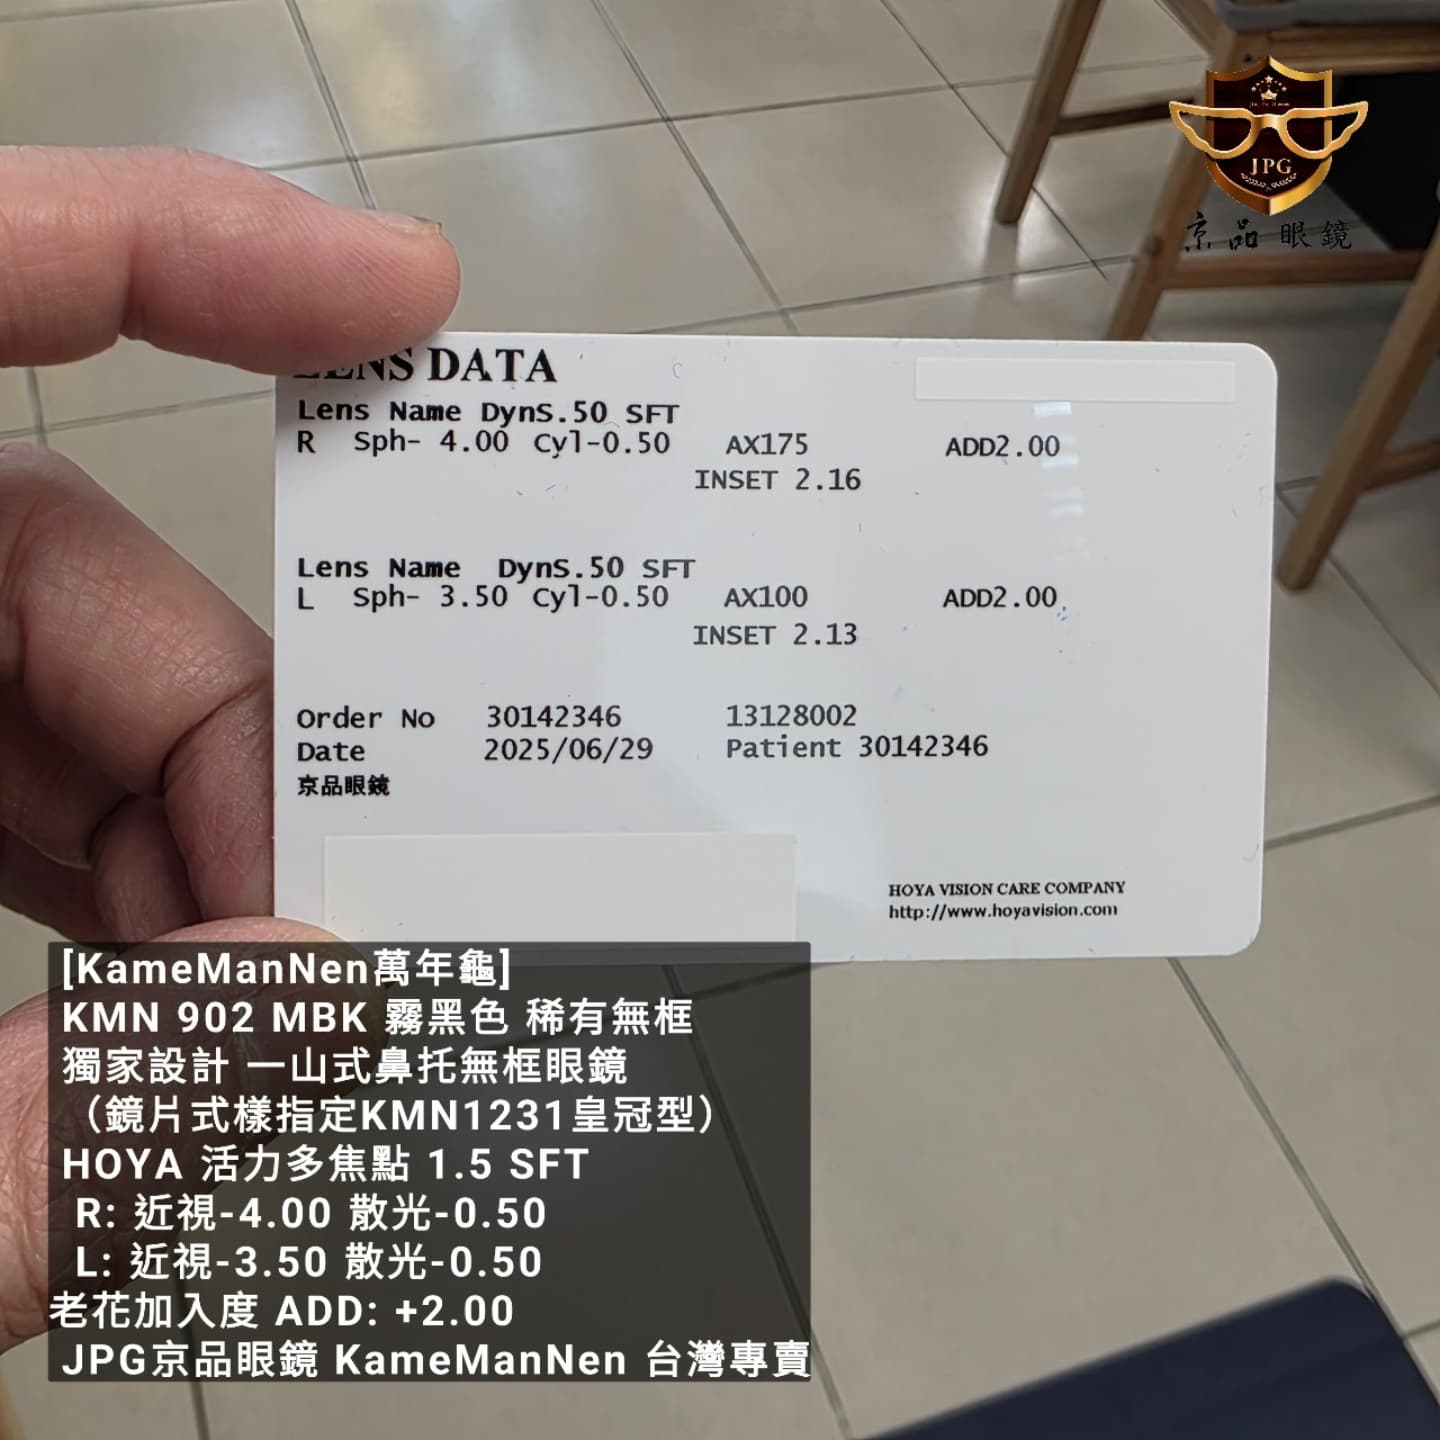 JPG
京品眼鏡
LENS DATA
Lens Name DynS.50 SFT
R Sph- 4.00 Cyl-0.50 AX175 ADD2.00
INSET 2.16
Lens Name DynS.50 SFT
L Sph- 3.50 Cyl-0.50 AX100 ADD2.00
INSET 2.13
Order No 30142346 13128002
Date 2025/06/29 Patient 30142346
京品眼鏡
HOYA VISION CARE COMPANY
http://www.hoyavision.com
[KameManNen萬年龜]
KMN 902 MBK 霧黑色 稀有無框
獨家設計 一山式鼻托無框眼鏡
（鏡片式樣指定KMN1231皇冠型）
HOYA 活力多焦點 1.5 SFT
R: 近視-4.00 散光-0.50
L: 近視-3.50 散光-0.50
老花加入度 ADD: +2.00
JPG京品眼鏡 KameManNen 台灣專賣